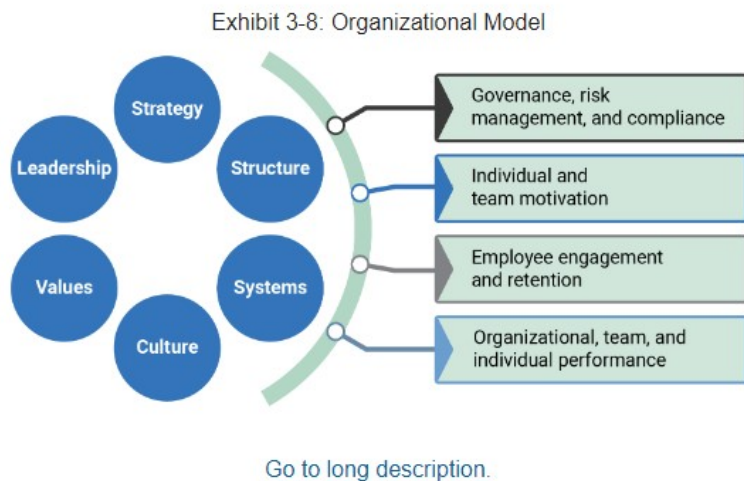 Exhibit 3-8: Organizational Model
Strategy
Leadership
Structure
Values
Systems
Culture
Governance, risk
management, and compliance
Individual and
team motivation
Employee engagement
and retention
Organizational, team, and
individual performance
Go to long description.